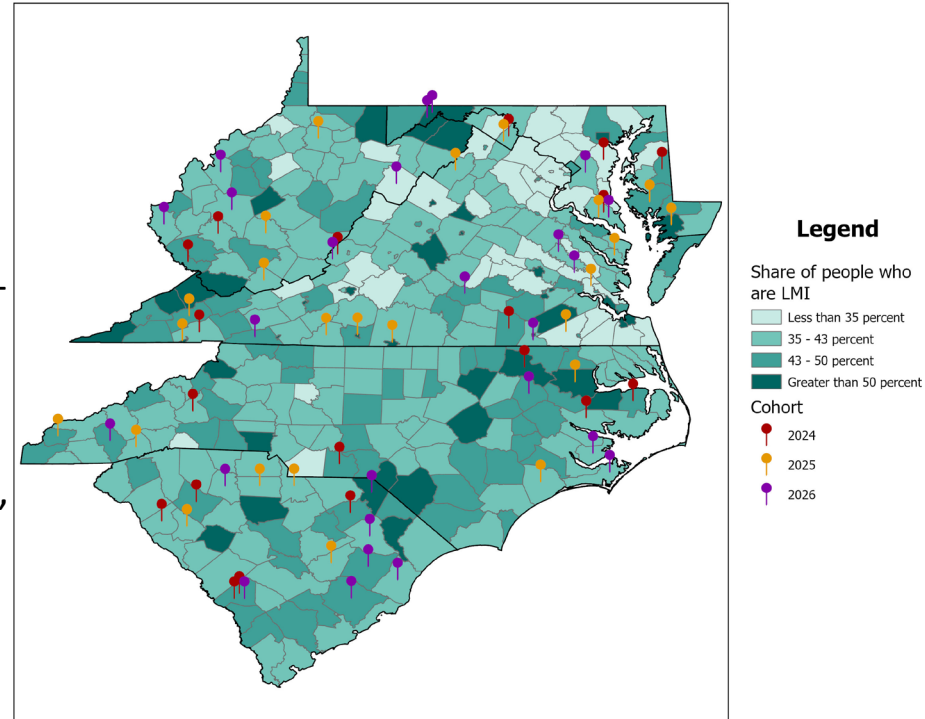 Legend
Share of people who
are LMI
Less than 35 percent
35 - 43 percent
43 - 50 percent
Greater than 50 percent
Cohort
2024
2025
2026